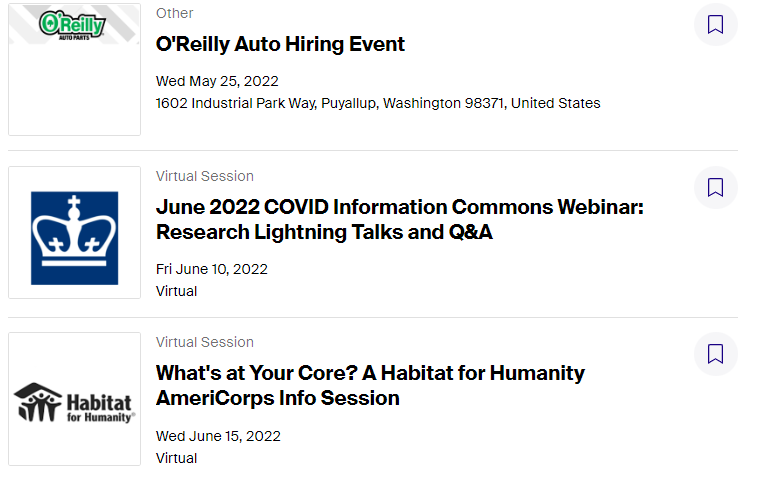 O'Reilly
AUTO PARTS
Other
O'Reilly Auto Hiring Event
Wed May 25, 2022
1602 Industrial Park Way, Puyallup, Washington 98371, United States
Virtual Session
June 2022 COVID Information Commons Webinar:
Research Lightning Talks and Q&A
Fri June 10, 2022
Virtual
Habitat
for Humanity®
Virtual Session
What's at Your Core? A Habitat for Humanity
AmeriCorps Info Session
Wed June 15, 2022
Virtual